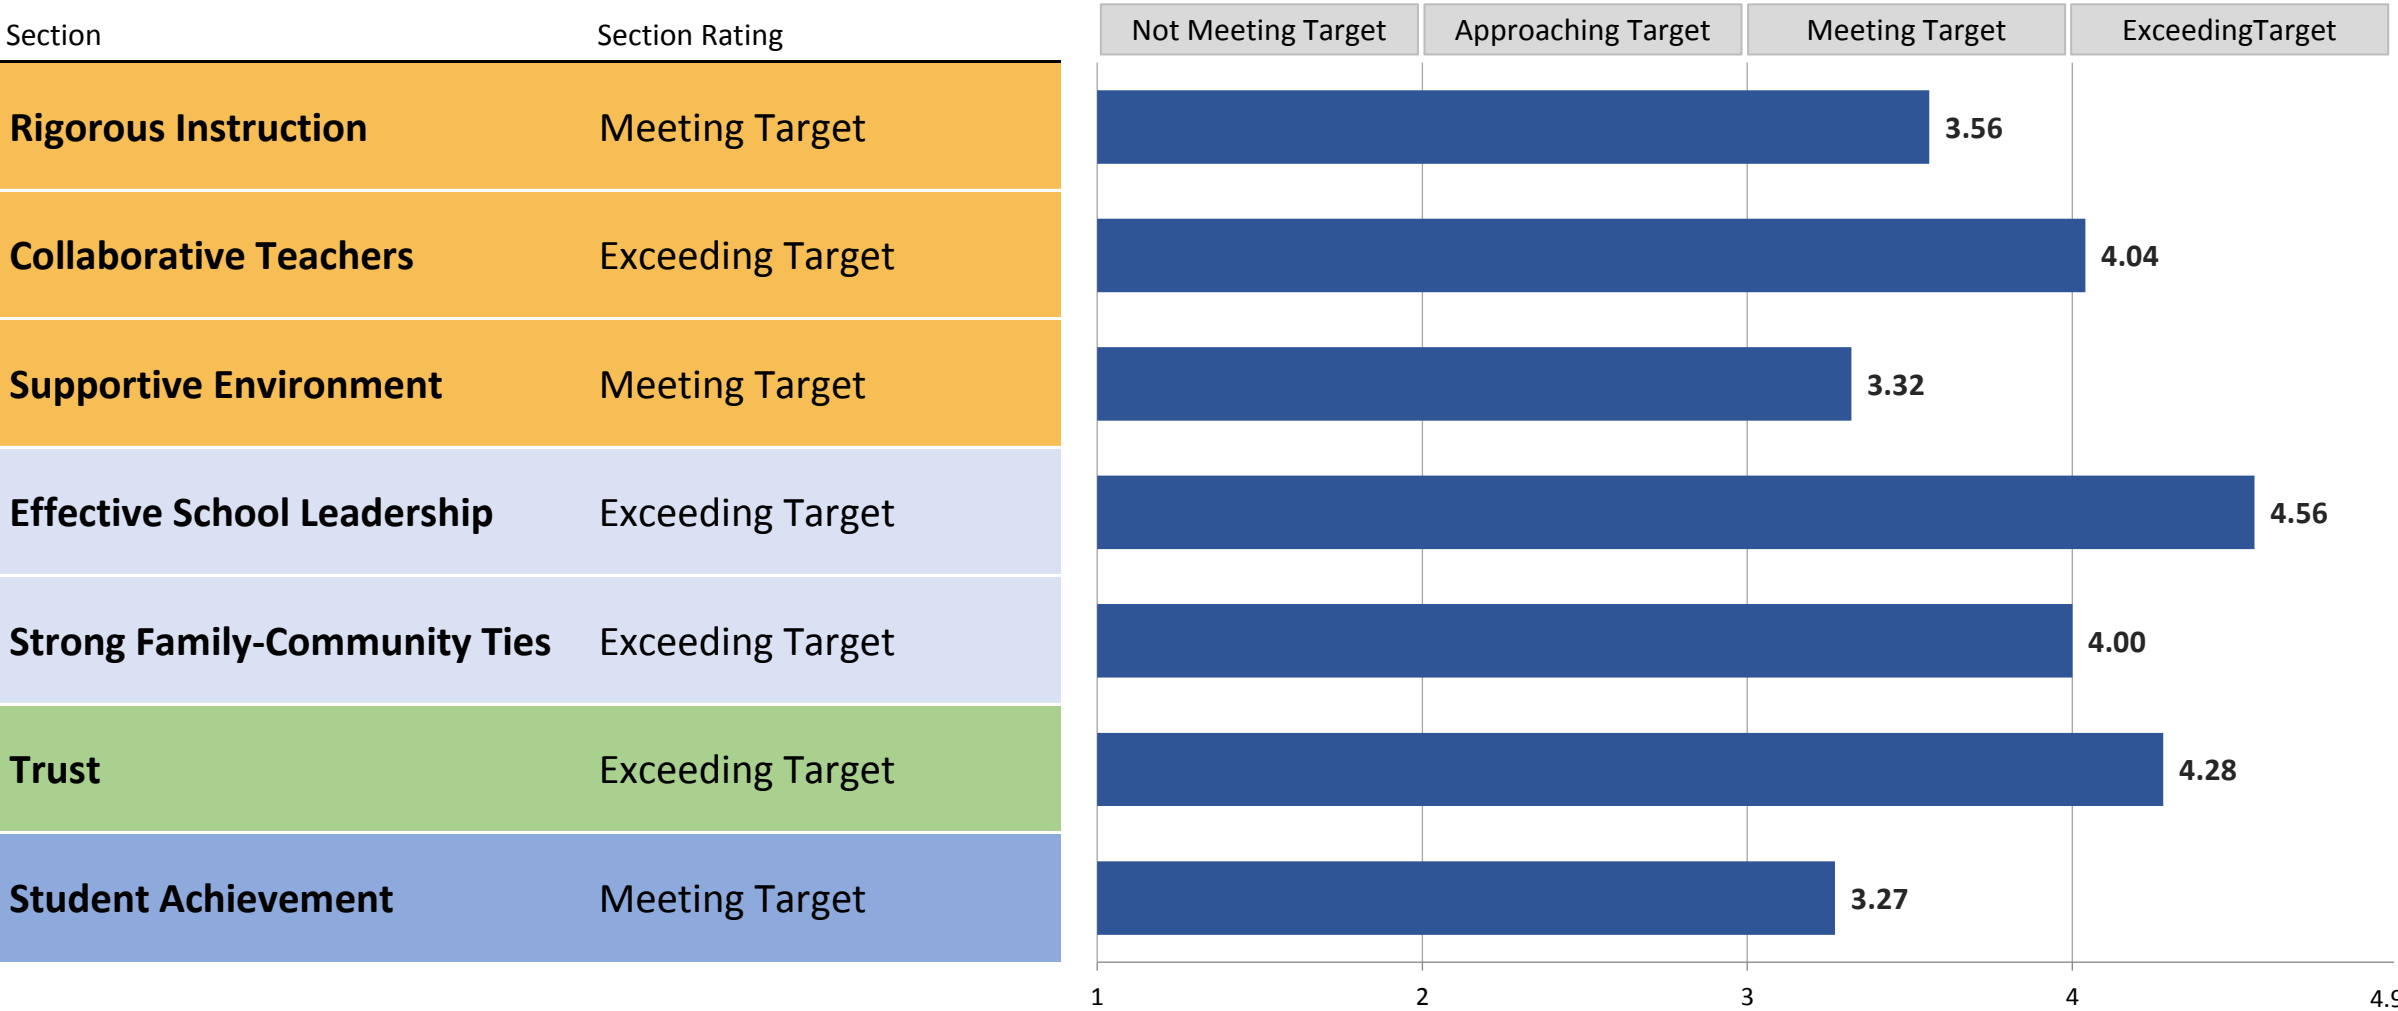 Section Section Rating Not Meeting Target Approaching Target Meeting Target ExceedingTarget
Rigorous Instruction Meeting Target 3.56
Collaborative Teachers Exceeding Target 4.04
Supportive Environment Meeting Target 3.32
Effective School Leadership Exceeding Target 4.56
Strong Family-Community Ties Exceeding Target 4.00
Trust Exceeding Target 4.28
Student Achievement Meeting Target 3.27
1 2 3 4 4.9